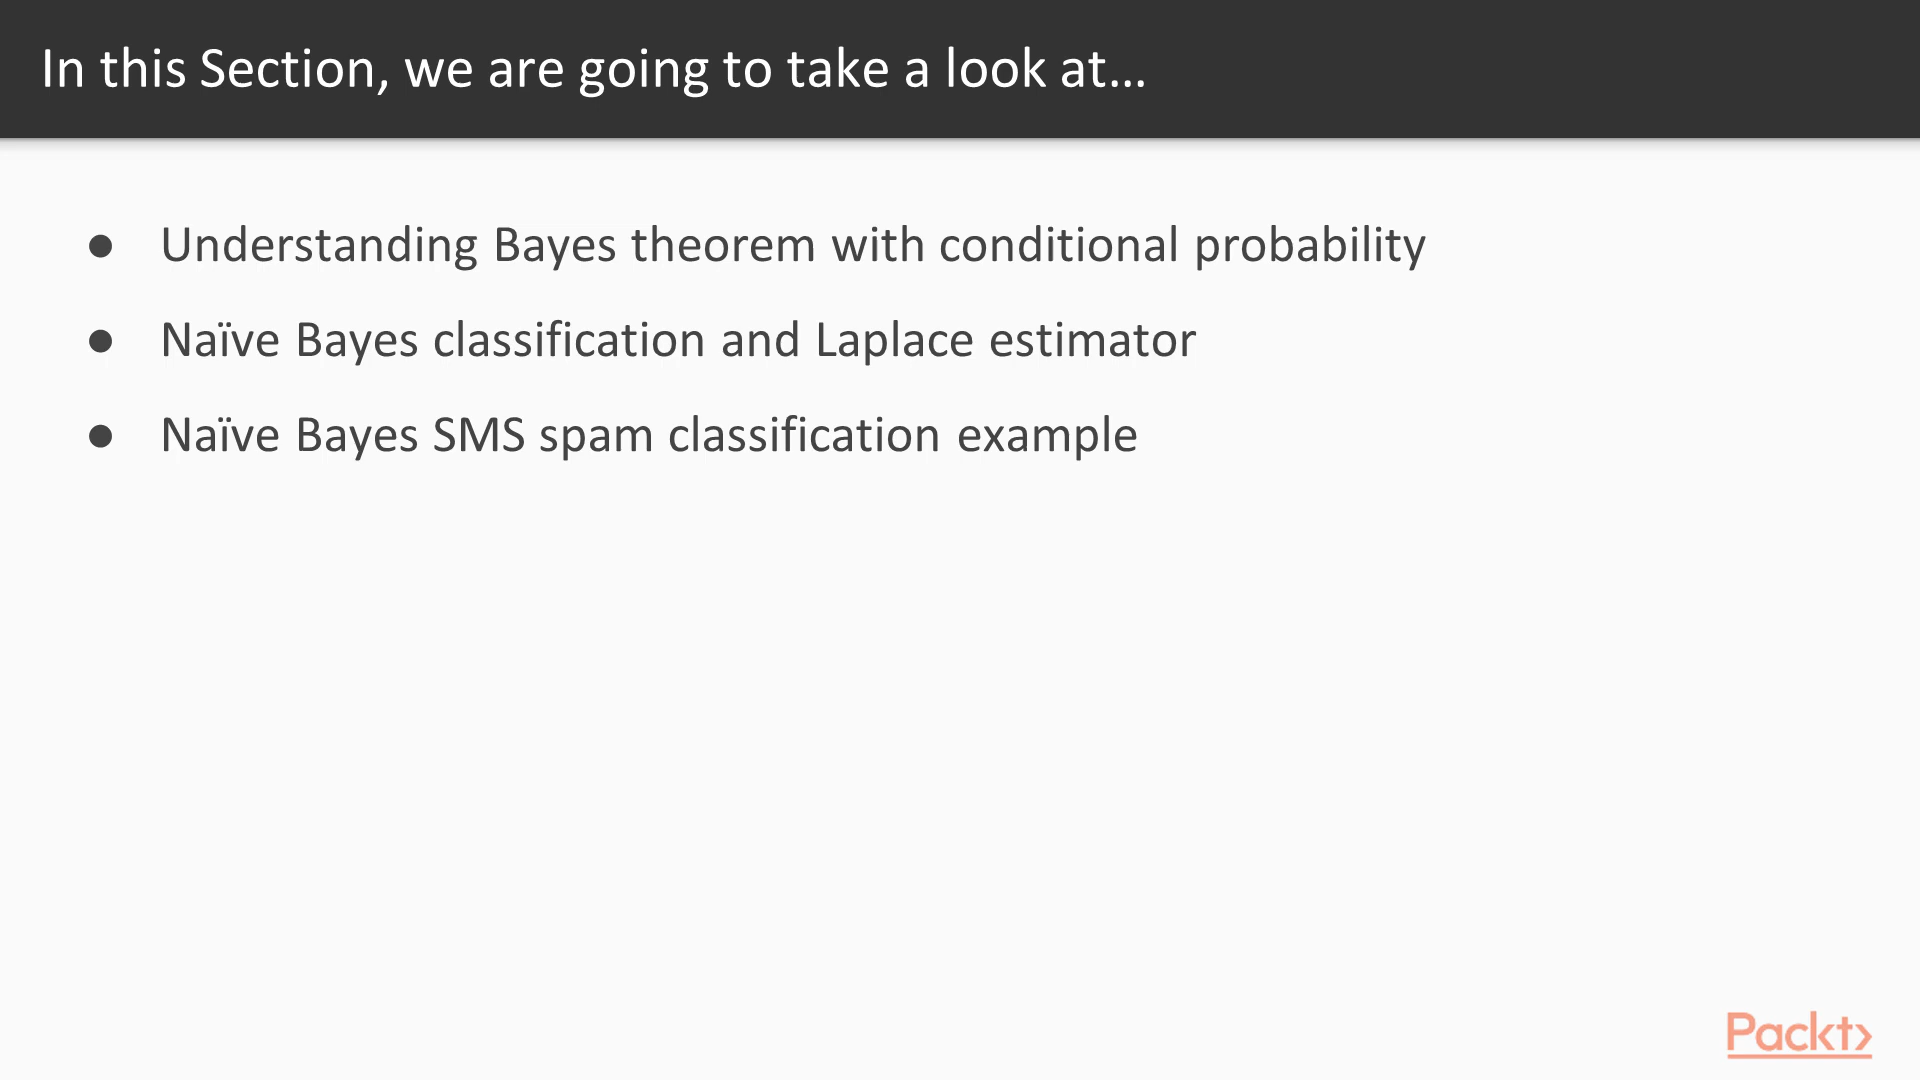 In this Section, we are going to take a look at…
● Understanding Bayes theorem with conditional probability
● Naïve Bayes classification and Laplace estimator
● Naïve Bayes SMS spam classification example
Packt>